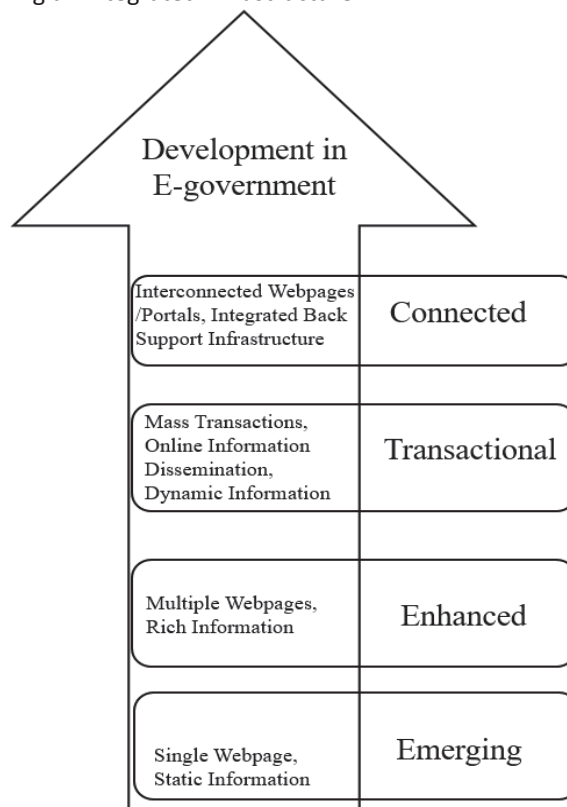 Development in
E-government
Interconnected Webpages
/Portals, Integrated Back
Support Infrastructure
Connected
Mass Transactions,
Online Information
Dissemination,
Dynamic Information
Transactional
Multiple Webpages,
Rich Information
Enhanced
Single Webpage,
Static Information
Emerging